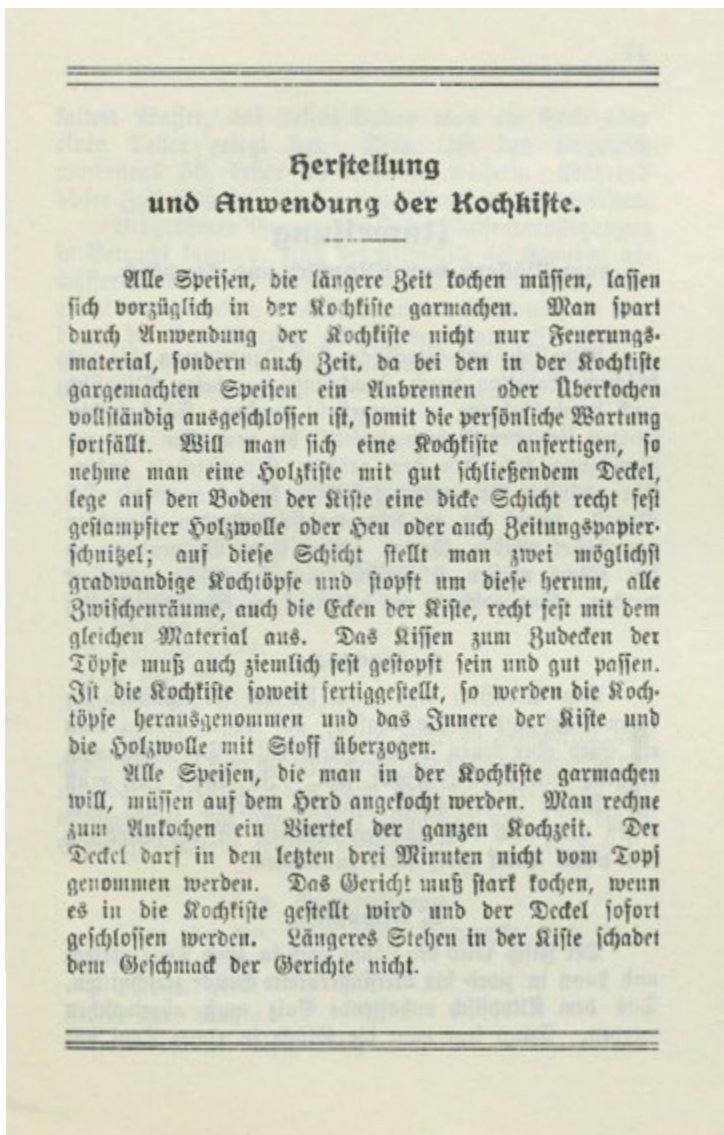 Herstellung
und Anwendung der Kochkiste.
Alle Speisen, die längere Zeit kochen müssen, lassen
sich vorzüglich in der Kochkiste garmachen. Man spart
durch Anwendung der Kochkiste nicht nur Feuerungs-
material, sondern auch Zeit, da bei den in der Kochkiste
gargemachten Speisen ein Anbrennen oder Überkochen
vollständig ausgeschlossen ist, somit die persönliche Wartung
fortfällt. Will man sich eine Kochkiste anfertigen, so
nehme man eine Holzkiste mit gut schließendem Deckel,
lege auf den Boden der Kiste eine dicke Schicht recht fest
gestampfter Holzwolle oder Heu oder auch Zeitungspapier-
schnitzel; auf diese Schicht stellt man zwei möglichst
gradwandige Kochtöpfe und stopft um diese herum, alle
Zwischenräume, auch die Ecken der Kiste, recht fest mit dem
gleichen Material aus. Das Kissen zum Zudecken der
Töpfe muß auch ziemlich fest gestopft sein und gut passen.
Ist die Kochkiste soweit fertiggestellt, so werden die Koch-
töpfe herausgenommen und das Innere der Kiste und
die Holzwolle mit Stoff überzogen.
Alle Speisen, die man in der Kochkiste garmachen
will, müssen auf dem Herd angekocht werden. Man rechne
zum Ankochen ein Viertel der ganzen Kochzeit. Der
Deckel darf in den letzten drei Minuten nicht vom Topf
genommen werden. Das Gericht muß stark kochen, wenn
es in die Kochkiste gestellt wird und der Deckel sofort
geschlossen werden. Längeres Stehen in der Kiste schadet
dem Geschmack der Gerichte nicht.